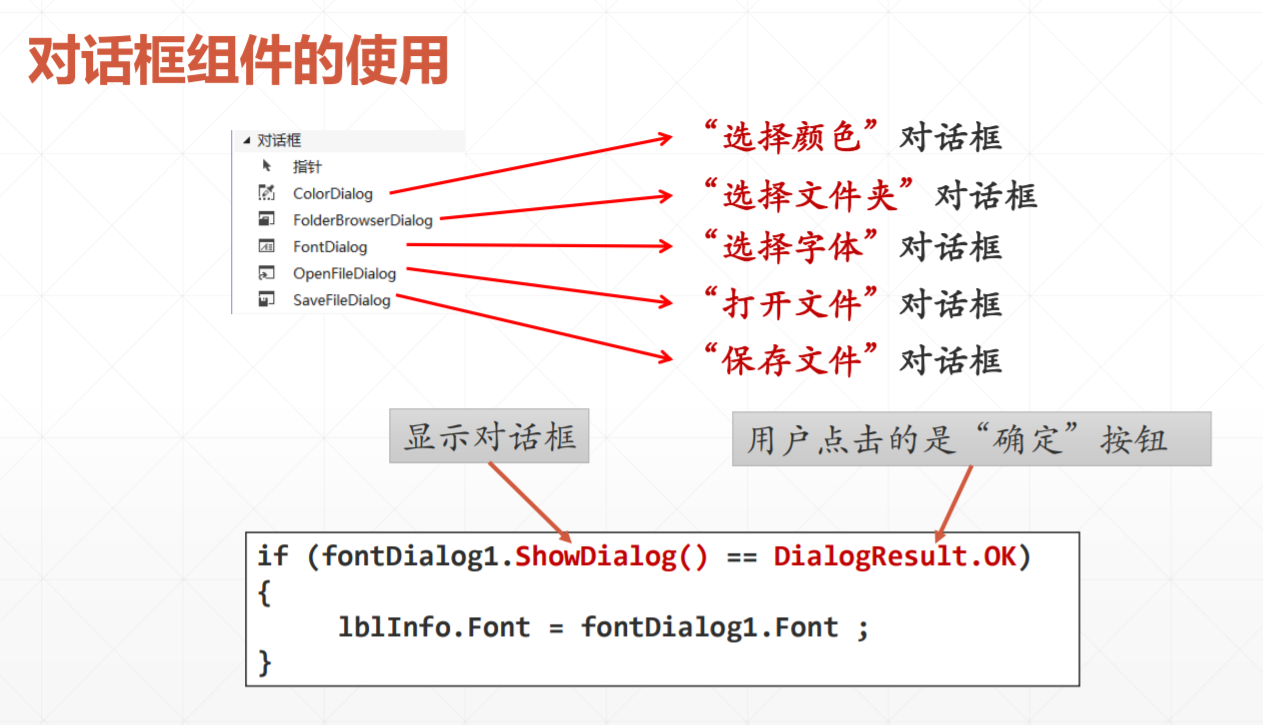 对话框组件的使用
对话框
指针
ColorDialog
FolderBrowserDialog
FontDialog
OpenFileDialog
SaveFileDialog
“选择颜色”对话框
“选择文件夹”对话框
“选择字体”对话框
“打开文件”对话框
“保存文件”对话框
显示对话框
用户点击的是“确定”按钮
if (fontDialog1.ShowDialog() == DialogResult.OK)
{
lblInfo.Font = fontDialog1.Font ;
}